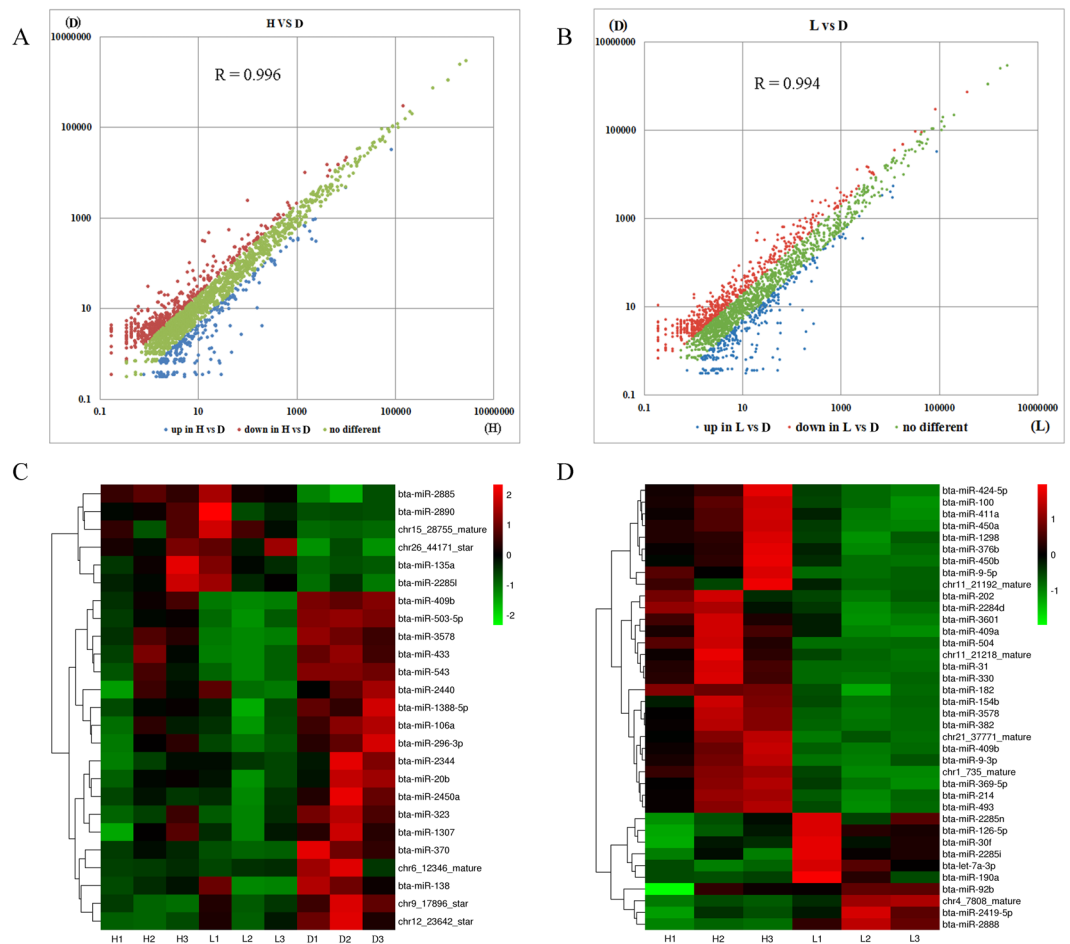 A
(D)
H VS D
10000000
R = 0.996
100000
1000
10
0.1
0.1 10 1000 100000 10000000
up in H vs D down in H vs D no different (H)
B
(D)
L vs D
10000000
R = 0.994
100000
1000
10
0.1
0.1 10 1000 100000 10000000
up in L vs D down in L vs D no different (L)
C
bta-miR-2885
bta-miR-2890
chr15_28755_mature
chr26_44171_star
bta-miR-135a
bta-miR-2285l
bta-miR-409b
bta-miR-503-5p
bta-miR-3578
bta-miR-433
bta-miR-543
bta-miR-2440
bta-miR-1388-5p
bta-miR-106a
bta-miR-296-3p
bta-miR-2344
bta-miR-20b
bta-miR-2450a
bta-miR-323
bta-miR-1307
bta-miR-370
chr6_12346_mature
bta-miR-138
chr9_17896_star
chr12_23642_star
H1 H2 H3 L1 L2 L3 D1 D2 D3
2
1
0
-1
-2
D
bta-miR-424-5p
bta-miR-100
bta-miR-411a
bta-miR-450a
bta-miR-1298
bta-miR-376b
bta-miR-450b
bta-miR-9-5p
chr11_21192_mature
bta-miR-202
bta-miR-2284d
bta-miR-3601
bta-miR-409a
bta-miR-504
chr11_21218_mature
bta-miR-31
bta-miR-330
bta-miR-182
bta-miR-154b
bta-miR-3578
bta-miR-382
chr21_37771_mature
bta-miR-409b
bta-miR-9-3p
chr1_735_mature
bta-miR-369-5p
bta-miR-214
bta-miR-493
bta-miR-2285n
bta-miR-126-5p
bta-miR-30f
bta-miR-2285i
bta-let-7a-3p
bta-miR-190a
bta-miR-92b
chr4_7808_mature
bta-miR-2419-5p
bta-miR-2888
H1 H2 H3 L1 L2 L3
1
0
-1